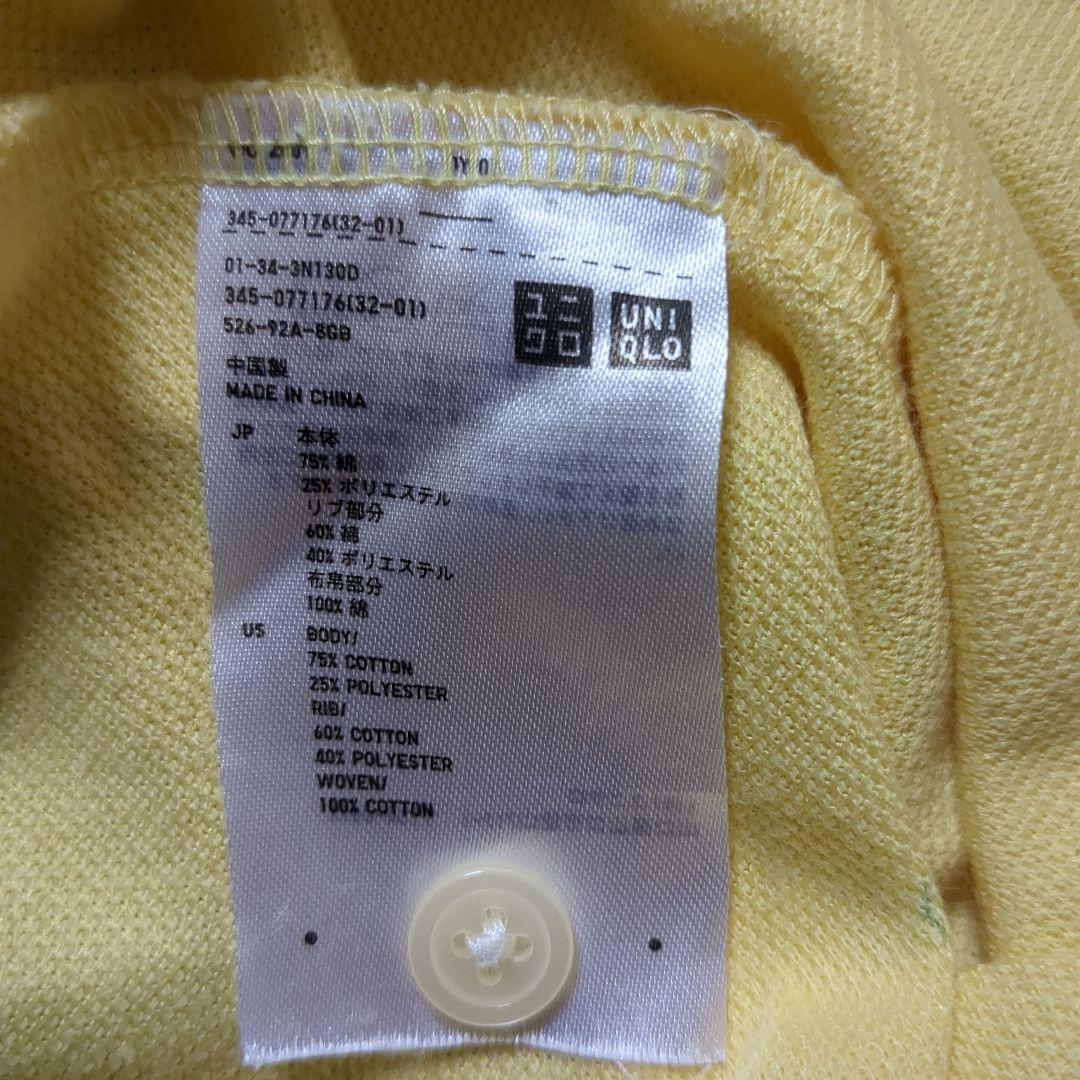 345-077176(32-01)
01-34-3N130D
345-077176(32-01)
526-92A-8GB
ユニ
クロ
UNI
QLO
中国製
MADE IN CHINA
JP 本体
75% 綿
25% ポリエステル
リブ部分
60% 綿
40% ポリエステル
布帛部分
100% 綿
US BODY/
75% COTTON
25% POLYESTER
RIB/
60% COTTON
40% POLYESTER
WOVEN/
100% COTTON